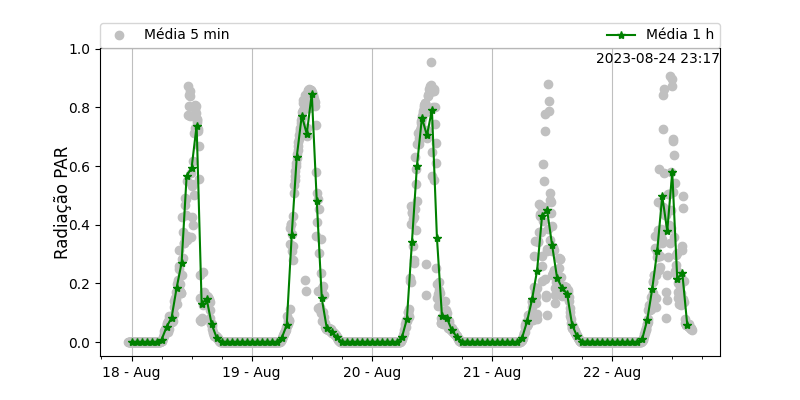 Média 5 min
Média 1 h
2023-08-24 23:17
Radiação PAR
1.0
0.8
0.6
0.4
0.2
0.0
18 - Aug
19 - Aug
20 - Aug
21 - Aug
22 - Aug